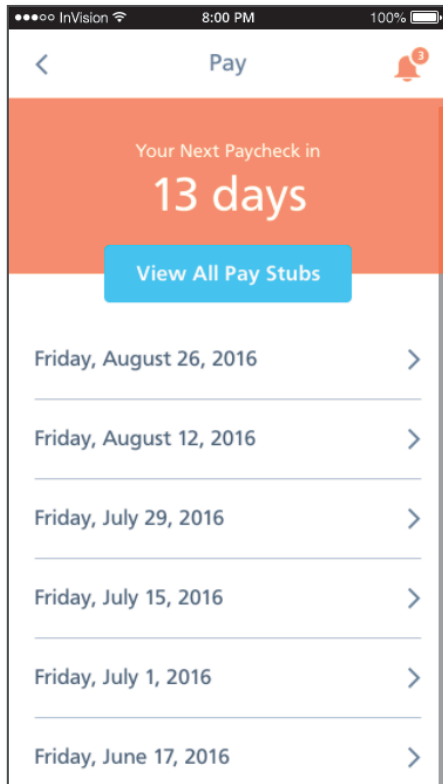 InVision 8:00 PM 100%
Pay
3
Your Next Paycheck in
13 days
View All Pay Stubs
Friday, August 26, 2016
Friday, August 12, 2016
Friday, July 29, 2016
Friday, July 15, 2016
Friday, July 1, 2016
Friday, June 17, 2016